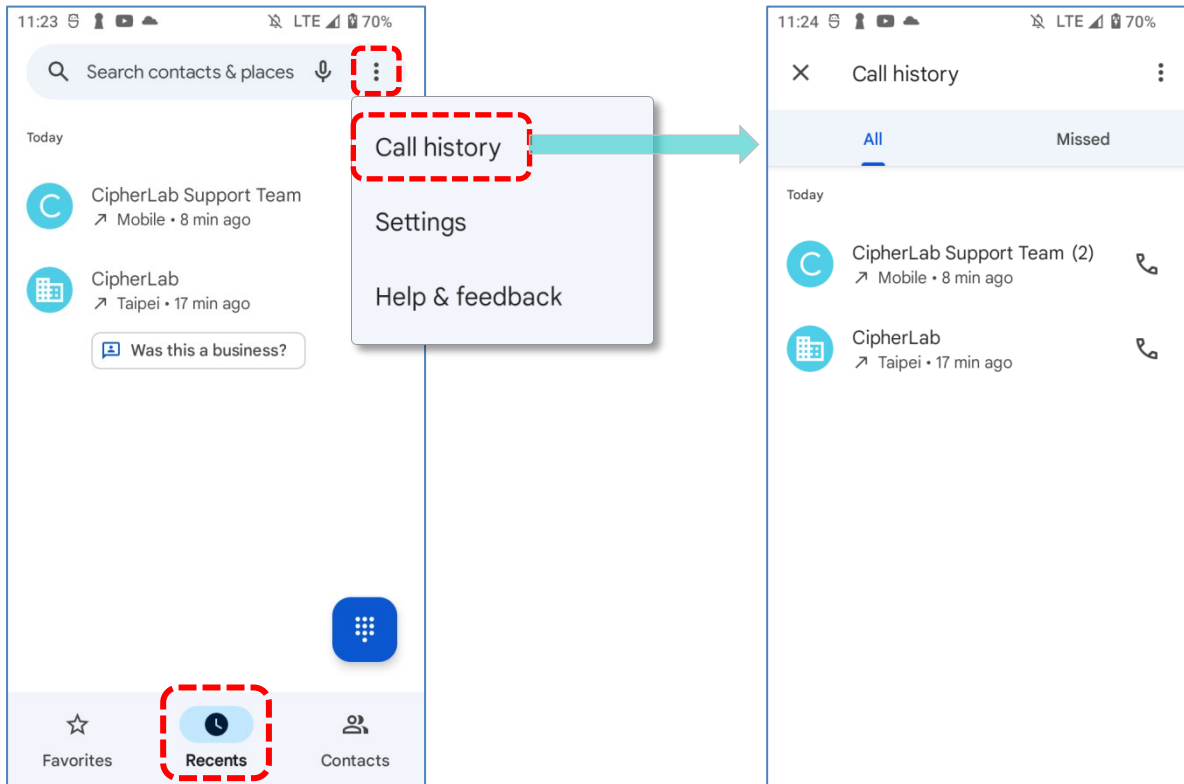 11:23 LTE 70%
Search contacts & places
Today
CipherLab Support Team
Mobile • 8 min ago
CipherLab
Taipei • 17 min ago
Was this a business?
Call history
Settings
Help & feedback
Favorites Recents Contacts
11:24 LTE 70%
Call history
All Missed
Today
CipherLab Support Team (2)
Mobile • 8 min ago
CipherLab
Taipei • 17 min ago